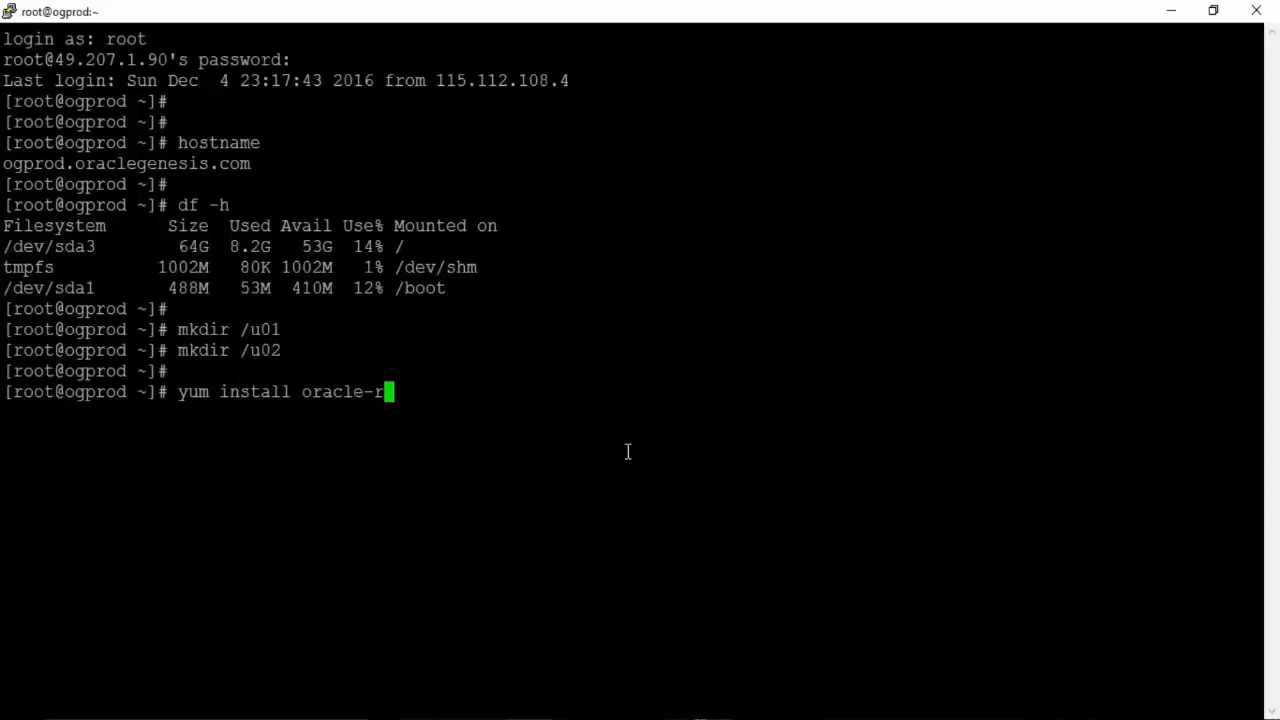 root@ogprod:~
login as: root
root@49.207.1.90's password:
Last login: Sun Dec  4 23:17:43 2016 from 115.112.108.4
[root@ogprod ~]#
[root@ogprod ~]#
[root@ogprod ~]# hostname
ogprod.oraclegenesis.com
[root@ogprod ~]#
[root@ogprod ~]# df -h
Filesystem      Size  Used Avail Use% Mounted on
/dev/sda3        64G  8.2G   53G  14% /
tmpfs          1002M   80K 1002M   1% /dev/shm
/dev/sda1       488M   53M  410M  12% /boot
[root@ogprod ~]#
[root@ogprod ~]# mkdir /u01
[root@ogprod ~]# mkdir /u02
[root@ogprod ~]#
[root@ogprod ~]# yum install oracle-r